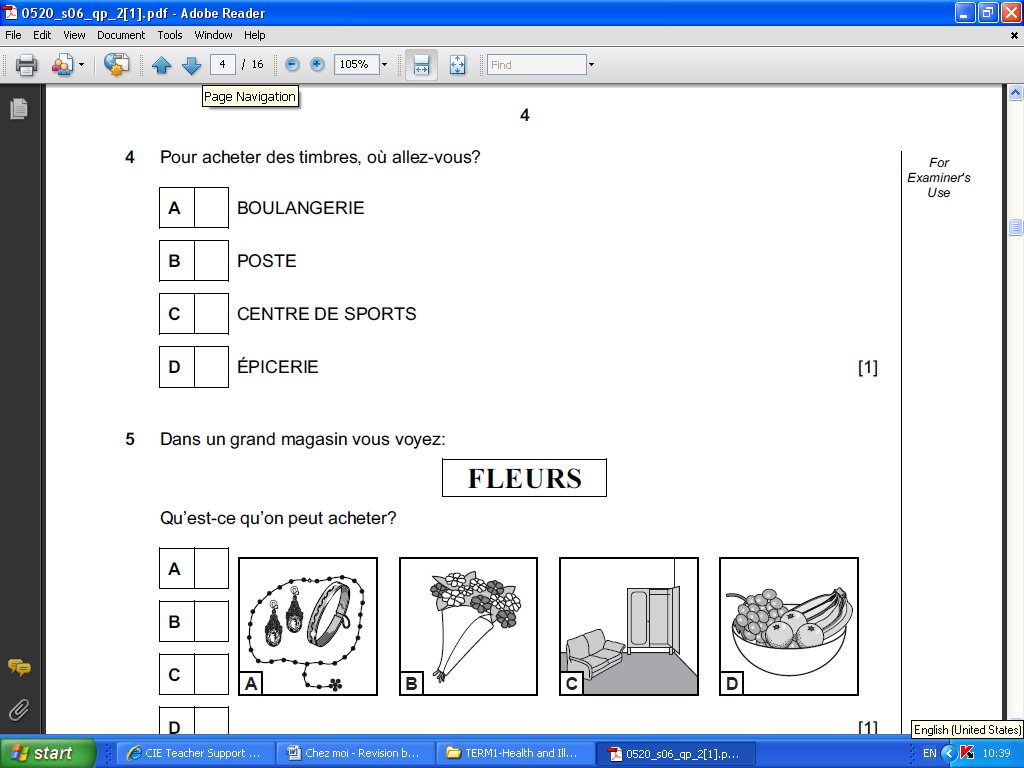 0520_s06_qp_2[1].pdf - Adobe Reader
File Edit View Document Tools Window Help
4 / 16 105% Find
Page Navigation
4
4 Pour acheter des timbres, où allez-vous?
For
Examiner's
Use
A BOULANGERIE
B POSTE
C CENTRE DE SPORTS
D ÉPICERIE [1]
5 Dans un grand magasin vous voyez:
FLEURS
Qu'est-ce qu'on peut acheter?
A
B
C
A B C D
D [1]
English (United States)
start CIE Teacher Support ... Chez moi - Revision b... TERM1-Health and Ill... 0520_s06_qp_2[1].p... EN 10:39